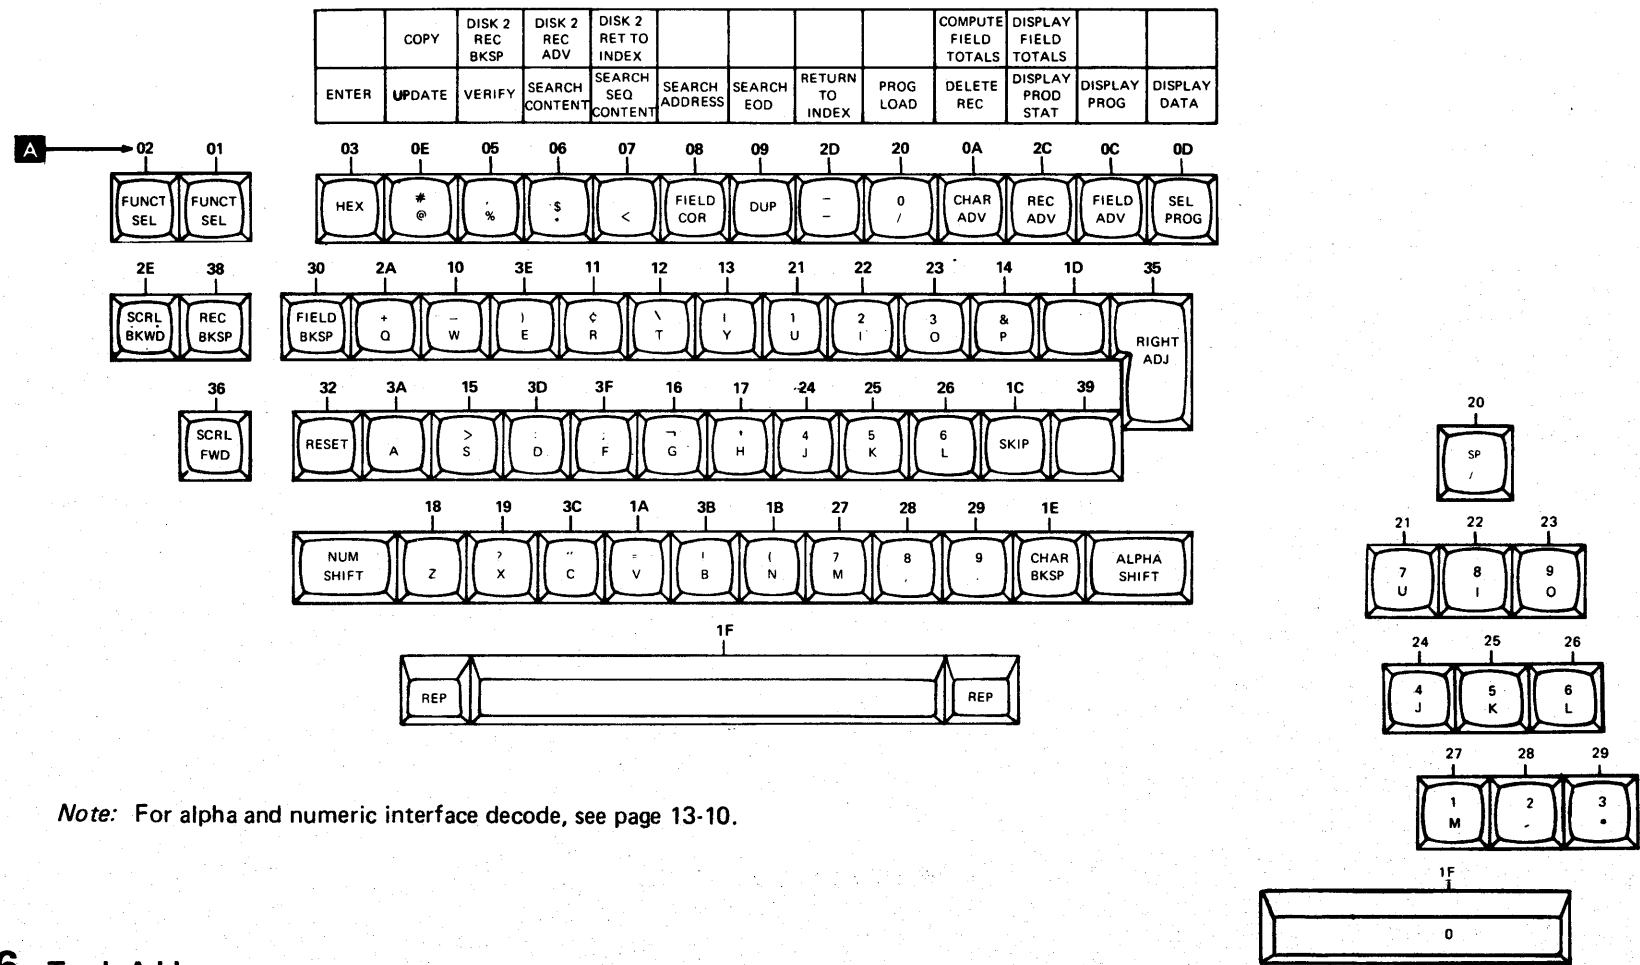 COPY
DISK 2 REC BKSP
DISK 2 REC ADV
DISK 2 RET TO INDEX
COMPUTE FIELD TOTALS
DISPLAY FIELD TOTALS
ENTER
UPDATE
VERIFY
SEARCH CONTENT
SEARCH SEQ CONTENT
SEARCH ADDRESS
SEARCH EOD
RETURN TO INDEX
PROG LOAD
DELETE REC
DISPLAY PROD STAT
DISPLAY PROG
DISPLAY DATA
A 02 01 03 0E 05 06 07 08 09 2D 20 0A 2C 0C 0D
FUNCT SEL
FUNCT SEL
HEX
# @
, %
$ .
<
FIELD COR
DUP
– –
0 /
CHAR ADV
REC ADV
FIELD ADV
SEL PROG
2E 38 30 2A 10 3E 11 12 13 21 22 23 14 1D 35
SCRL BKWD
REC BKSP
FIELD BKSP
+ Q
– W
) E
¢ R
\ T
| Y
1 U
2 I
3 O
& P
RIGHT ADJ
36 32 3A 15 3D 3F 16 17 24 25 26 1C 39
SCRL FWD
RESET
A
> S
: D
; F
¬ G
' H
4 J
5 K
6 L
SKIP
18 19 3C 1A 3B 1B 27 28 29 1E
NUM SHIFT
Z
? X
" C
= V
! B
( N
7 M
8 ,
9 .
CHAR BKSP
ALPHA SHIFT
1F
REP
REP
20
SP /
21 22 23
7 U
8 I
9 O
24 25 26
4 J
5 K
6 L
27 28 29
1 M
2 ,
3 .
1F
0
Note: For alpha and numeric interface decode, see page 13-10.